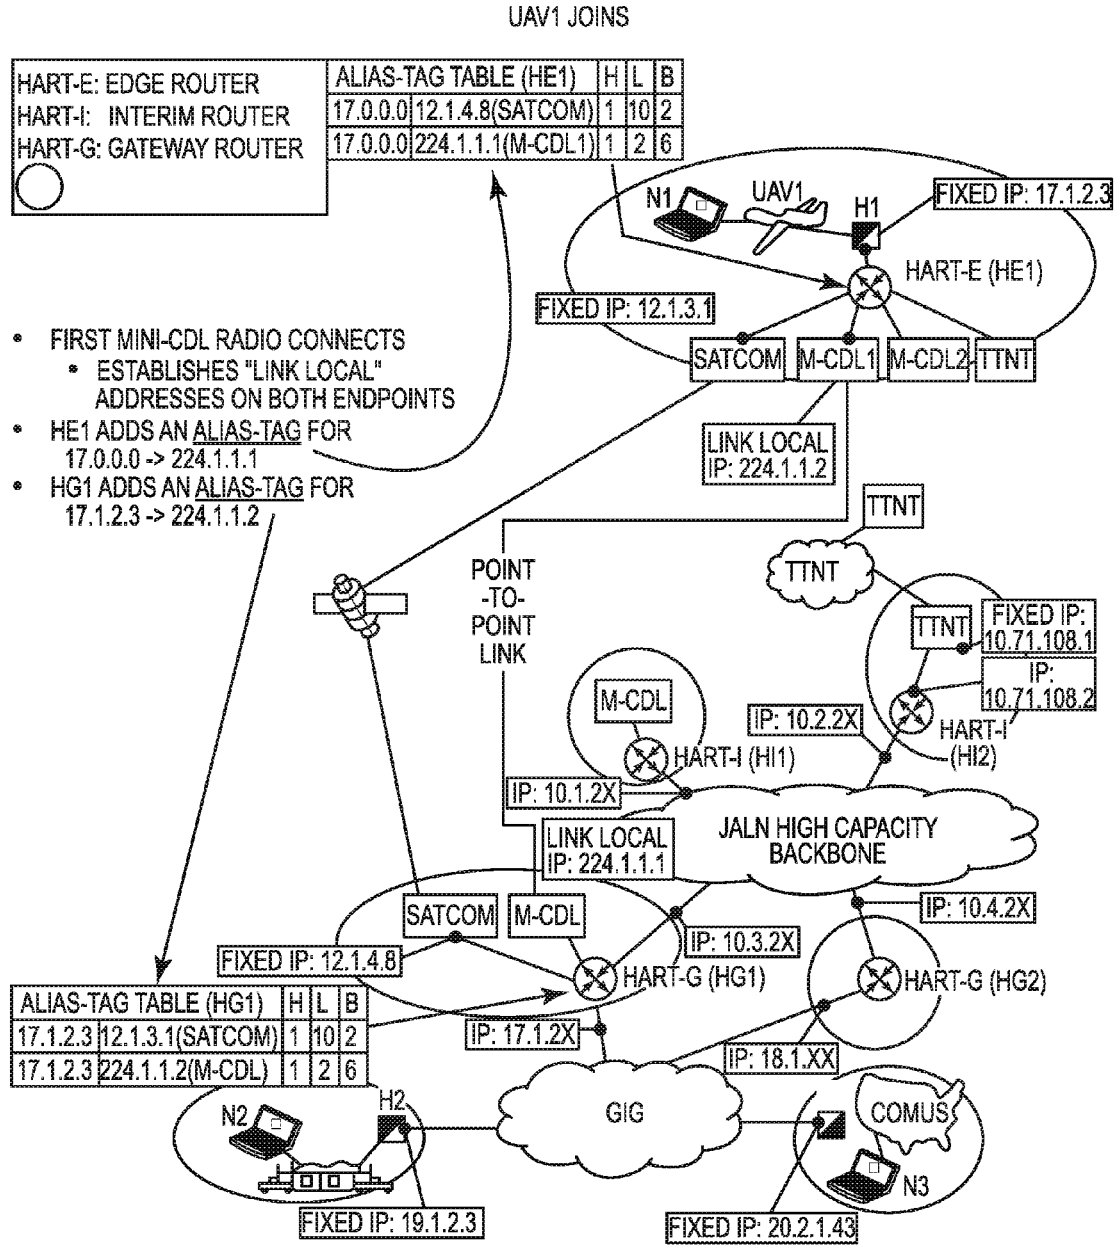 UAV1 JOINS
HART-E: EDGE ROUTER
HART-I: INTERIM ROUTER
HART-G: GATEWAY ROUTER
ALIAS-TAG TABLE (HE1) H L B
17.0.0.0 12.1.4.8(SATCOM) 1 10 2
17.0.0.0 224.1.1.1(M-CDL1) 1 2 6
N1
UAV1
H1
FIXED IP: 17.1.2.3
HART-E (HE1)
FIXED IP: 12.1.3.1
SATCOM
M-CDL1
M-CDL2
TTNT
• FIRST MINI-CDL RADIO CONNECTS
• ESTABLISHES "LINK LOCAL"
ADDRESSES ON BOTH ENDPOINTS
• HE1 ADDS AN ALIAS-TAG FOR
17.0.0.0 -> 224.1.1.1
• HG1 ADDS AN ALIAS-TAG FOR
17.1.2.3 -> 224.1.1.2
LINK LOCAL
IP: 224.1.1.2
TTNT
TTNT
POINT
-TO-
POINT
LINK
TTNT
FIXED IP:
10.71.108.1
IP:
10.71.108.2
M-CDL
IP: 10.2.2X
HART-I
(HI2)
HART-I (HI1)
IP: 10.1.2X
JALN HIGH CAPACITY
BACKBONE
LINK LOCAL
IP: 224.1.1.1
SATCOM
M-CDL
IP: 10.4.2X
IP: 10.3.2X
FIXED IP: 12.1.4.8
HART-G (HG1)
HART-G (HG2)
ALIAS-TAG TABLE (HG1) H L B
17.1.2.3 12.1.3.1(SATCOM) 1 10 2
17.1.2.3 224.1.1.2(M-CDL) 1 2 6
IP: 17.1.2X
IP: 18.1.XX
N2
H2
GIG
COMUS
N3
FIXED IP: 19.1.2.3
FIXED IP: 20.2.1.43